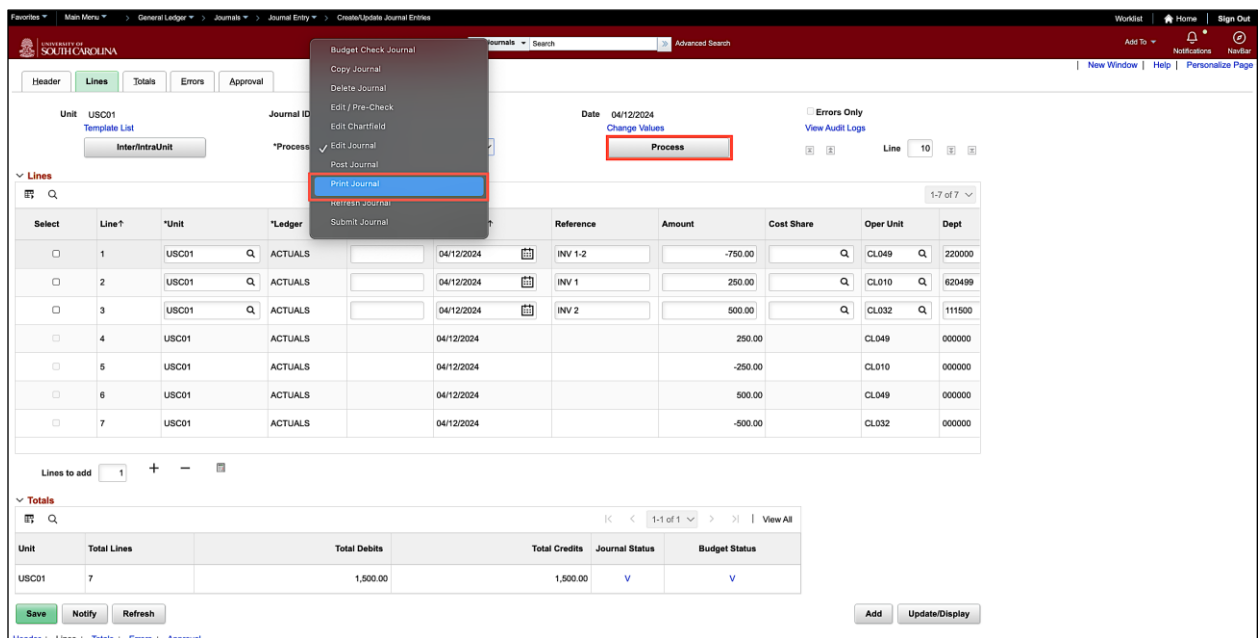 Favorites Main Menu > General Ledger > Journals > Journal Entry > Create/Update Journal Entries Worklist Home Sign Out
UNIVERSITY OF
SOUTH CAROLINA
Journals Search Advanced Search Add To Notifications NavBar
New Window | Help | Personalize Page
Header Lines Totals Errors Approval
Budget Check Journal
Copy Journal
Delete Journal
Edit / Pre-Check
Edit Chartfield
Edit Journal
Post Journal
Print Journal
Refresh Journal
Submit Journal
Unit USC01 Journal ID Date 04/12/2024 Errors Only
Template List Change Values View Audit Logs
Inter/IntraUnit *Process Process Line 10
Lines
1-7 of 7
Select Line↑ *Unit *Ledger ↑ Reference Amount Cost Share Oper Unit Dept
1 USC01 ACTUALS 04/12/2024 INV 1-2 -750.00 CL049 220000
2 USC01 ACTUALS 04/12/2024 INV 1 250.00 CL010 620499
3 USC01 ACTUALS 04/12/2024 INV 2 500.00 CL032 111500
4 USC01 ACTUALS 04/12/2024 250.00 CL049 000000
5 USC01 ACTUALS 04/12/2024 -250.00 CL010 000000
6 USC01 ACTUALS 04/12/2024 500.00 CL049 000000
7 USC01 ACTUALS 04/12/2024 -500.00 CL032 000000
Lines to add 1 + −
Totals
1-1 of 1 | View All
Unit Total Lines Total Debits Total Credits Journal Status Budget Status
USC01 7 1,500.00 1,500.00 V V
Save Notify Refresh Add Update/Display
Header | Lines | Totals | Errors | Approval